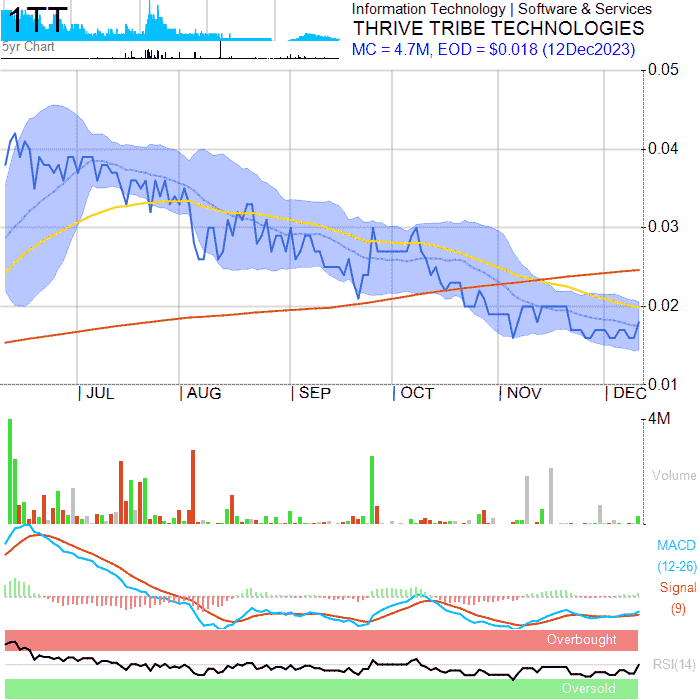 1TT
Information Technology | Software & Services
THRIVE TRIBE TECHNOLOGIES
MC = 4.7M, EOD = $0.018 (12Dec2023)
5yr Chart
0.05
0.04
0.03
0.02
0.01
| JUL | AUG | SEP | OCT | NOV | DEC
4M
Volume
MACD
(12-26)
Signal
(9)
Overbought
RSI(14)
Oversold